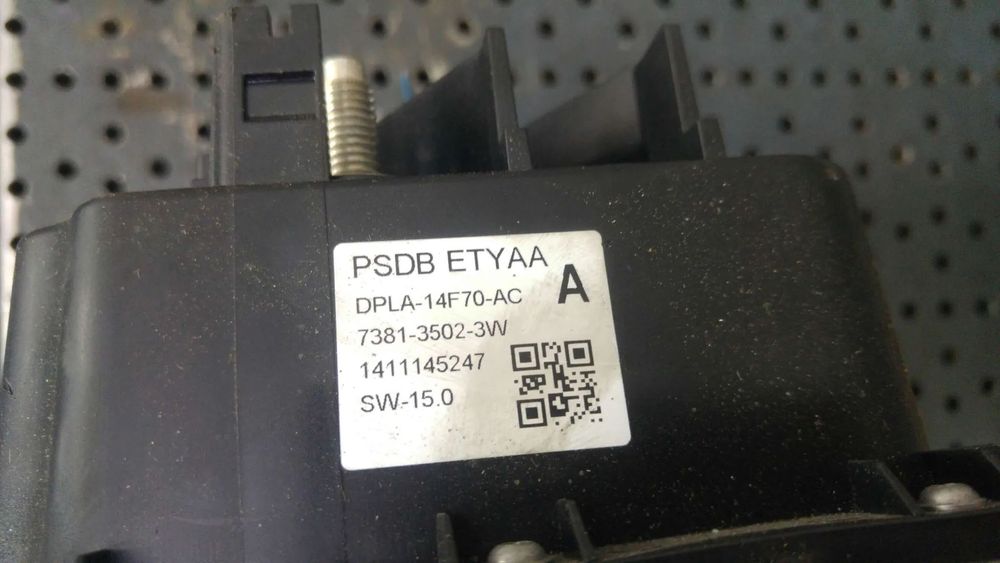 PSDB ETYAA
A
DPLA-14F70-AC
7381-3502-3W
1411145247
SW-15.0